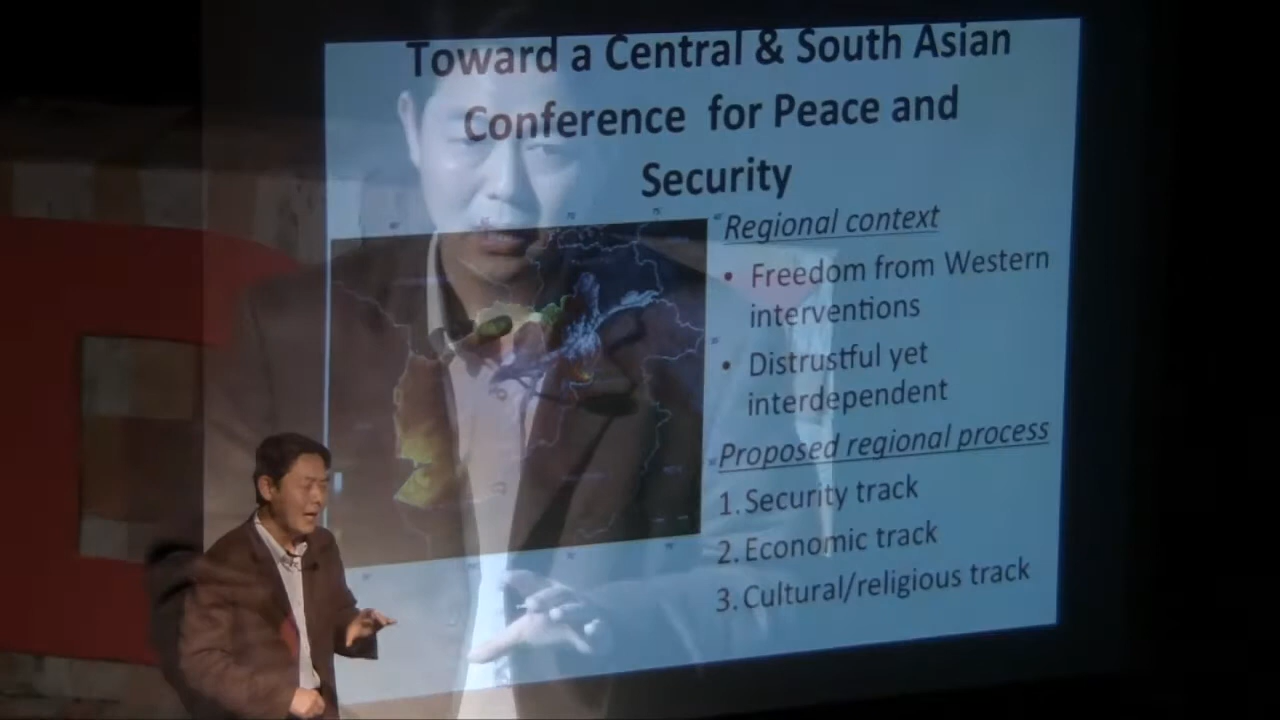 Toward a Central & South Asian
Conference for Peace and
Security
Regional context
• Freedom from Western
interventions
• Distrustful yet
interdependent
Proposed regional process
1. Security track
2. Economic track
3. Cultural/religious track